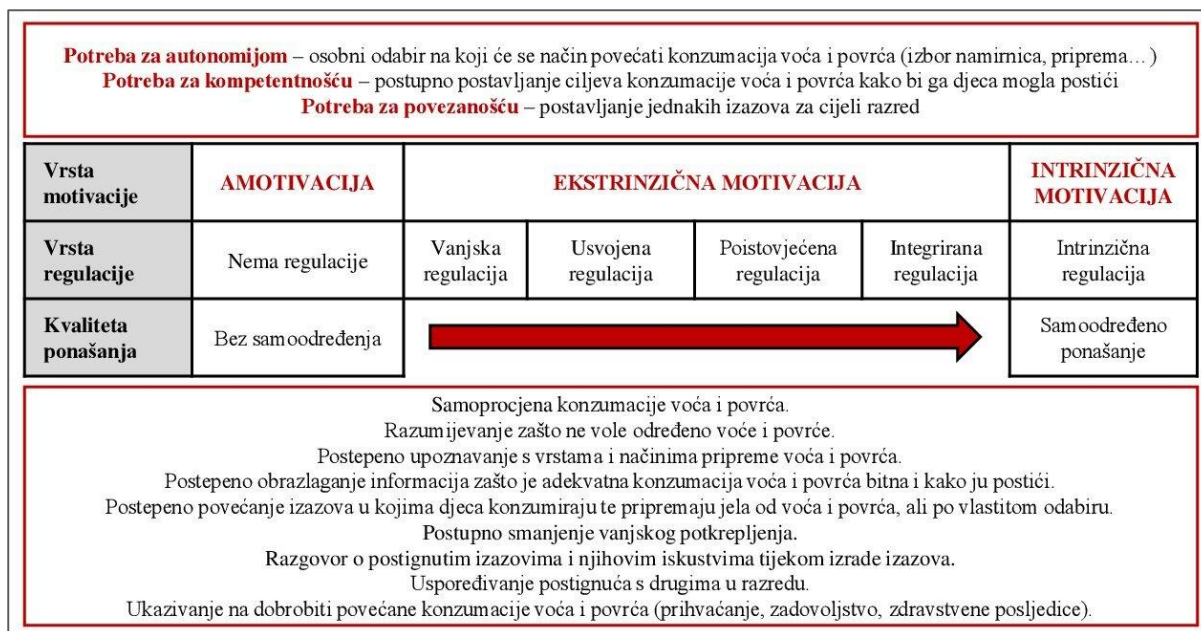 Potreba za autonomijom – osobni odabir na koji će se način povećati konzumacija voća i povrća (izbor namirnica, priprema…)
Potreba za kompetentnošću – postupno postavljanje ciljeva konzumacije voća i povrća kako bi ga djeca mogla postići
Potreba za povezanošću – postavljanje jednakih izazova za cijeli razred
Vrsta
motivacije
AMOTIVACIJA
EKSTRINZIČNA MOTIVACIJA
INTRINZIČNA
MOTIVACIJA
Vrsta
regulacije
Nema regulacije
Vanjska
regulacija
Usvojena
regulacija
Poistovjećena
regulacija
Integrirana
regulacija
Intrinzična
regulacija
Kvaliteta
ponašanja
Bez samoodređenja
Samoodređeno
ponašanje
Samoprocjena konzumacije voća i povrća.
Razumijevanje zašto ne vole određeno voće i povrće.
Postepeno upoznavanje s vrstama i načinima pripreme voća i povrća.
Postepeno obrazlaganje informacija zašto je adekvatna konzumacija voća i povrća bitna i kako ju postići.
Postepeno povećanje izazova u kojima djeca konzumiraju te pripremaju jela od voća i povrća, ali po vlastitom odabiru.
Postupno smanjenje vanjskog potkrepljenja.
Razgovor o postignutim izazovima i njihovim iskustvima tijekom izrade izazova.
Uspoređivanje postignuća s drugima u razredu.
Ukazivanje na dobrobiti povećane konzumacije voća i povrća (prihvaćanje, zadovoljstvo, zdravstvene posljedice).